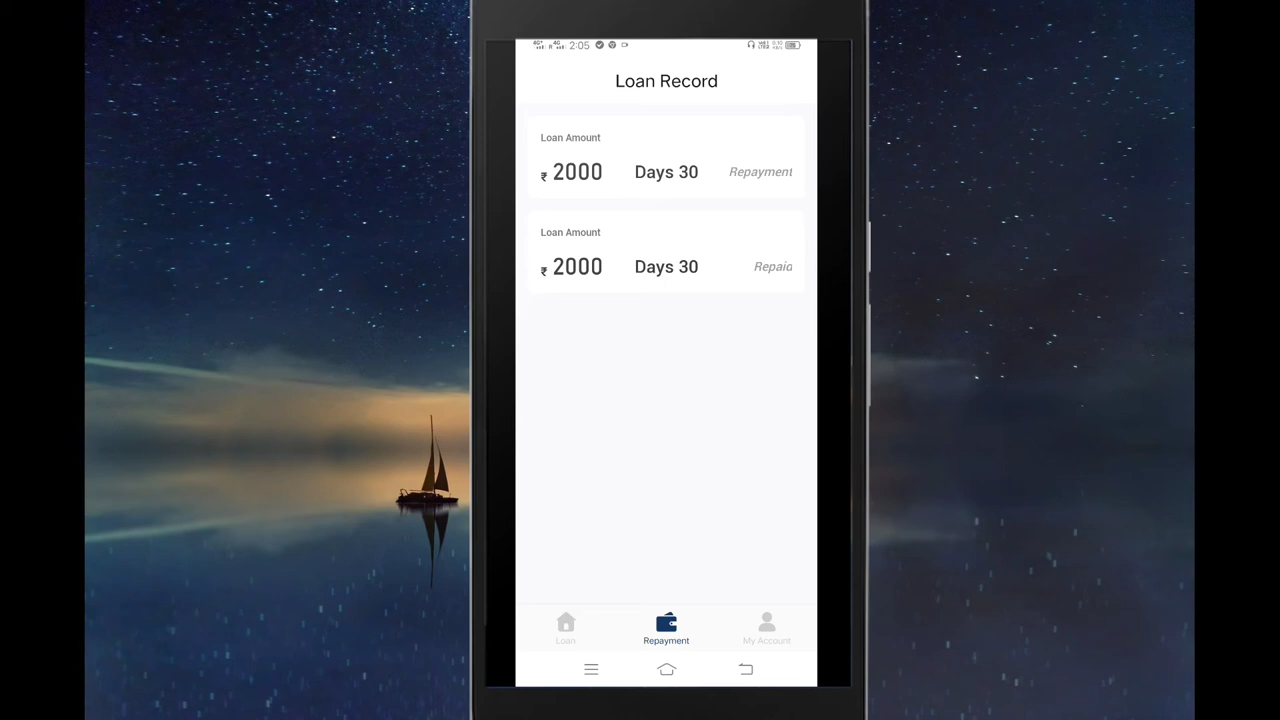 2:05
Loan Record
Loan Amount
₹ 2000 Days 30 Repayment
Loan Amount
₹ 2000 Days 30 Repaid
Loan Repayment My Account